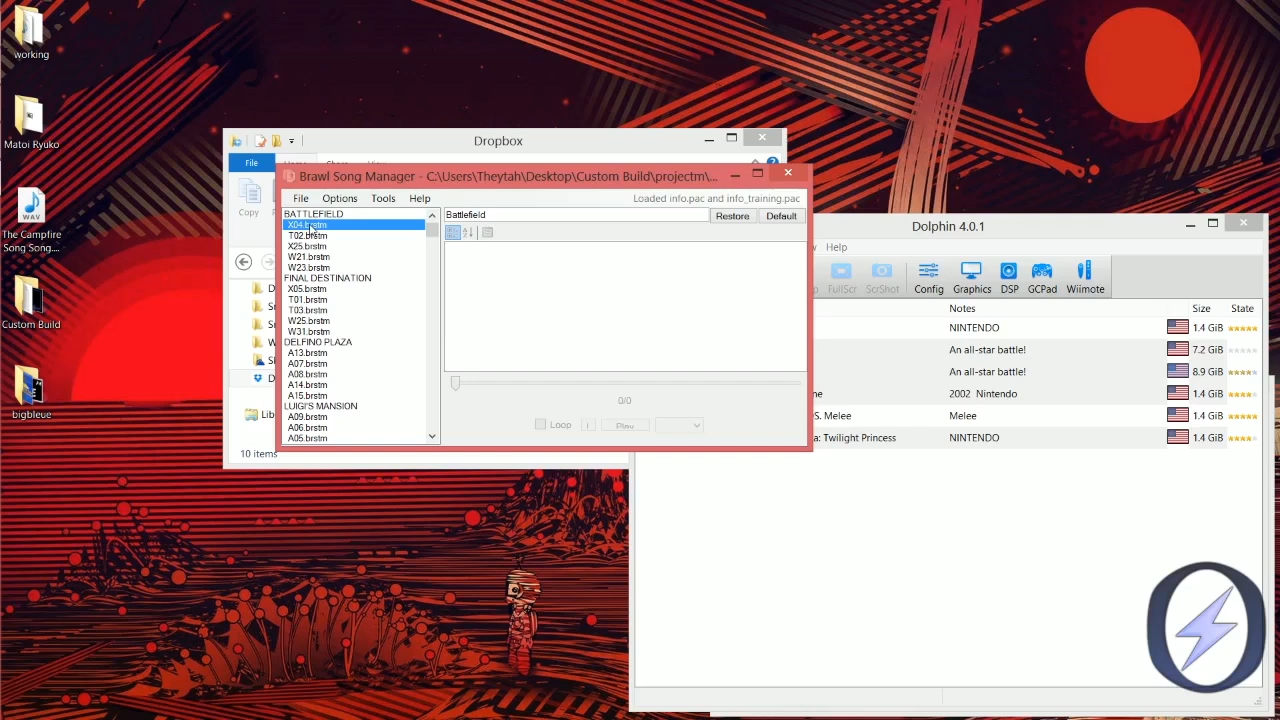 working
Matoi Ryuko
WAV
The Campfire
Song Song....
Custom Build
bigbleue
Dropbox
File
Copy
10 items
Brawl Song Manager - C:\Users\Theytah\Desktop\Custom Build\projectm\...
File Options Tools Help
Loaded info.pac and info_training.pac
BATTLEFIELD
X04.brstm
T02.brstm
X25.brstm
W21.brstm
W23.brstm
FINAL DESTINATION
X05.brstm
T01.brstm
T03.brstm
W25.brstm
W31.brstm
DELFINO PLAZA
A13.brstm
A07.brstm
A08.brstm
A14.brstm
A15.brstm
LUIGI'S MANSION
A09.brstm
A06.brstm
A05.brstm
Battlefield
Restore Default
0/0
Loop
Play
Dolphin 4.0.1
Help
FullScr ScrShot Config Graphics DSP GCPad Wiimote
Notes Size State
NINTENDO 1.4 GiB
An all-star battle! 7.2 GiB
An all-star battle! 8.9 GiB
2002 Nintendo 1.4 GiB
S. Melee Melee 1.4 GiB
a: Twilight Princess NINTENDO 1.4 GiB